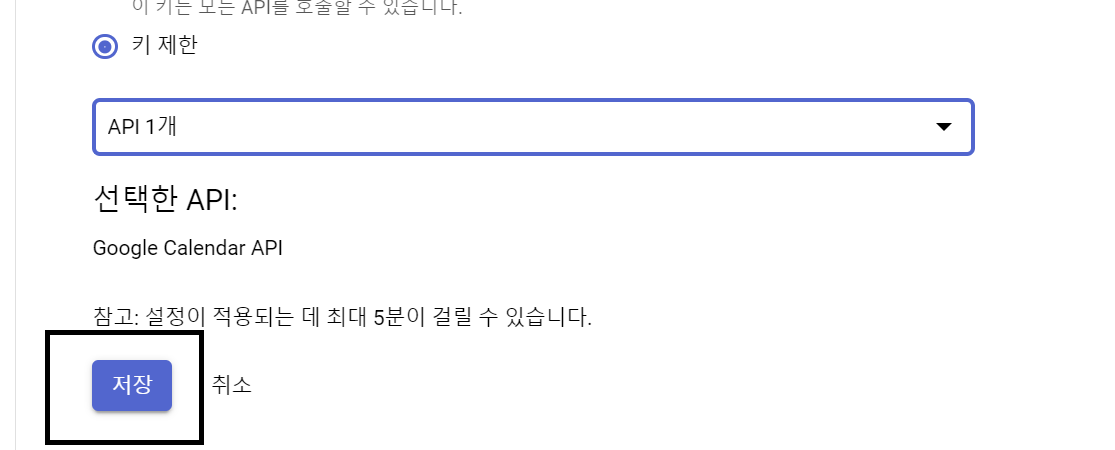 이 키는 모든 API를 호출할 수 있습니다.
키 제한
API 1개
선택한 API:
Google Calendar API
참고: 설정이 적용되는 데 최대 5분이 걸릴 수 있습니다.
저장 취소